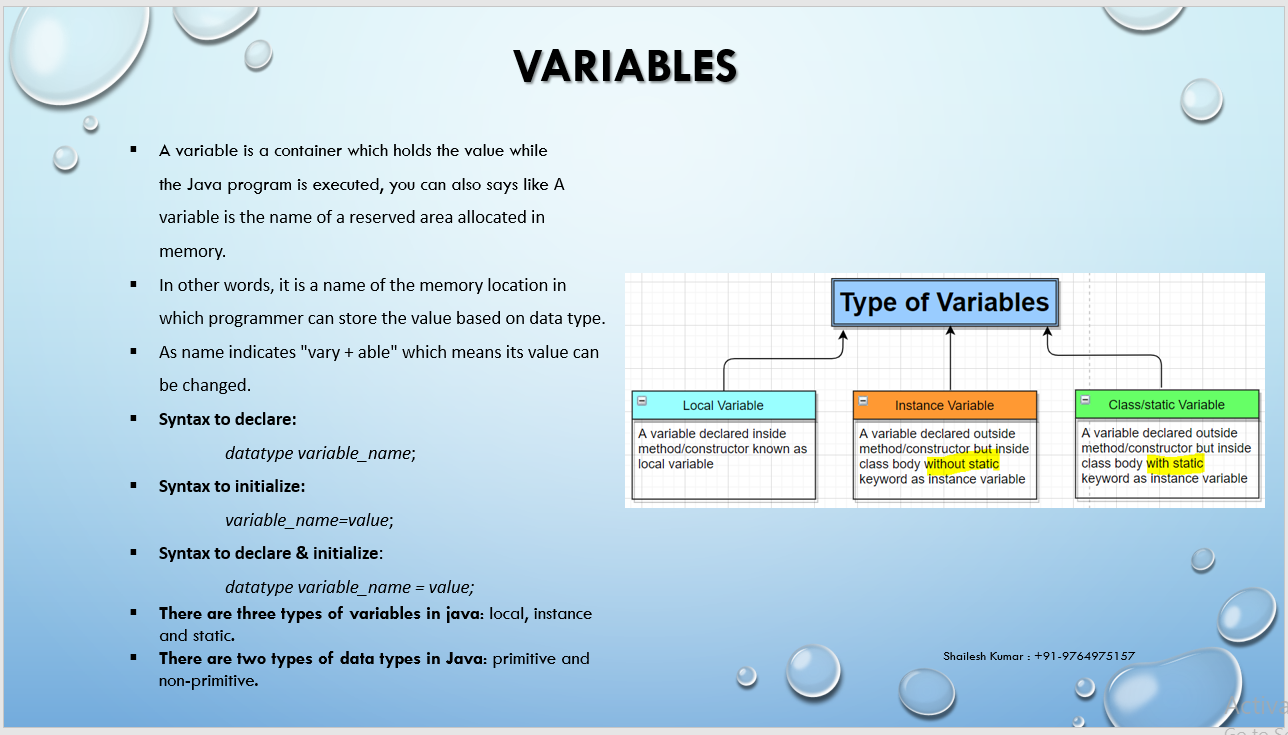 VARIABLES
A variable is a container which holds the value while
the Java program is executed, you can also says like A
variable is the name of a reserved area allocated in
memory.
In other words, it is a name of the memory location in
which programmer can store the value based on data type.
As name indicates "vary + able" which means its value can
be changed.
Syntax to declare:
datatype variable_name;
Syntax to initialize:
variable_name=value;
Syntax to declare & initialize:
datatype variable_name = value;
There are three types of variables in java: local, instance
and static.
There are two types of data types in Java: primitive and
non-primitive.
Type of Variables
Local Variable
A variable declared inside
method/constructor known as
local variable
Instance Variable
A variable declared outside
method/constructor but inside
class body without static
keyword as instance variable
Class/static Variable
A variable declared outside
method/constructor but inside
class body with static
keyword as instance variable
Shailesh Kumar : +91-9764975157